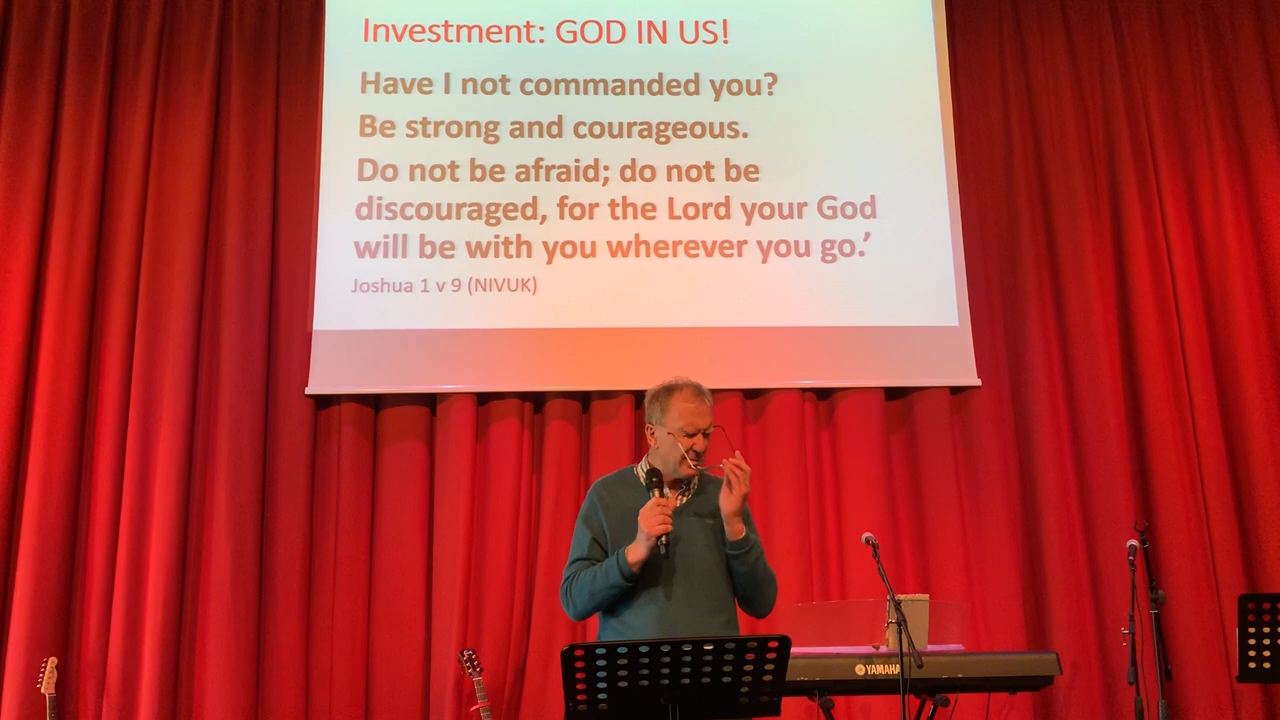 Investment: GOD IN US!
Have I not commanded you?
Be strong and courageous.
Do not be afraid; do not be
discouraged, for the Lord your God
will be with you wherever you go.’
Joshua 1 v 9 (NIVUK)
YAMAHA